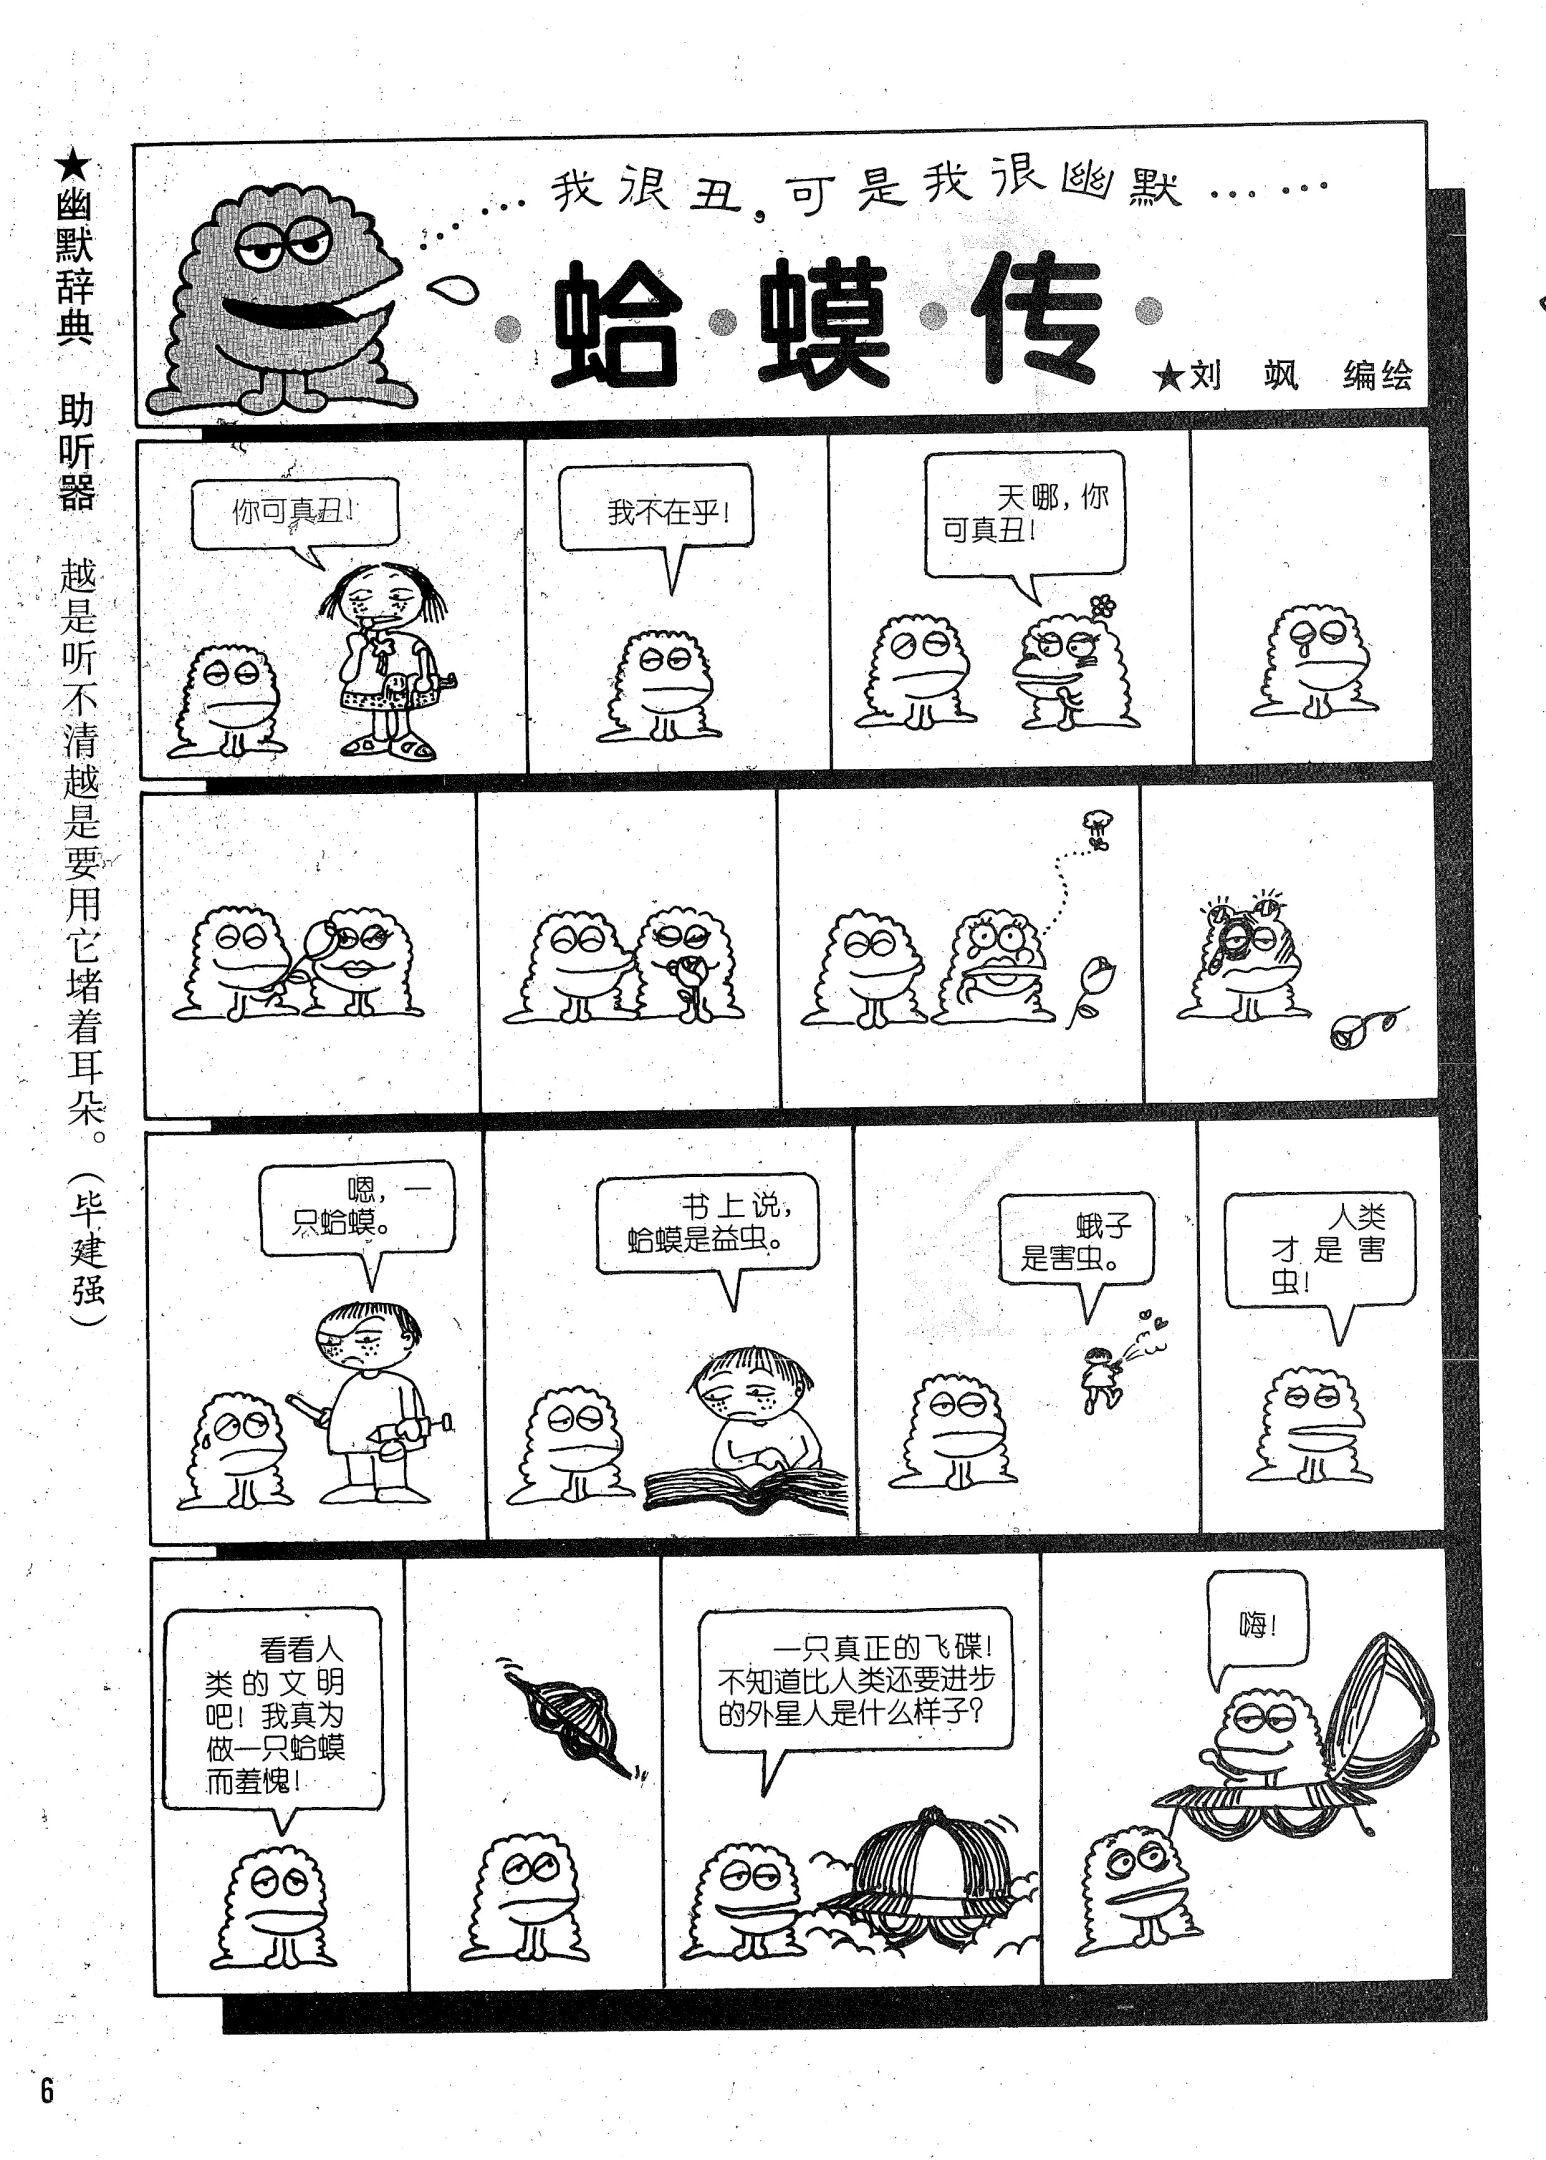 ★幽默辞典 助听器 越是听不清越是要用它堵着耳朵。(毕建强)
……我很丑,可是我很幽默……
蛤·蟆·传·
★刘 飒 编绘
你可真丑!
我不在乎!
天哪,你
可真丑!
嗯,一
只蛤蟆。
书上说,
蛤蟆是益虫。
蛾子
是害虫。
人类
才是害
虫!
看看人
类的文明
吧!我真为
做一只蛤蟆
而羞愧!
一只真正的飞碟!
不知道比人类还要进步
的外星人是什么样子?
嗨!
6